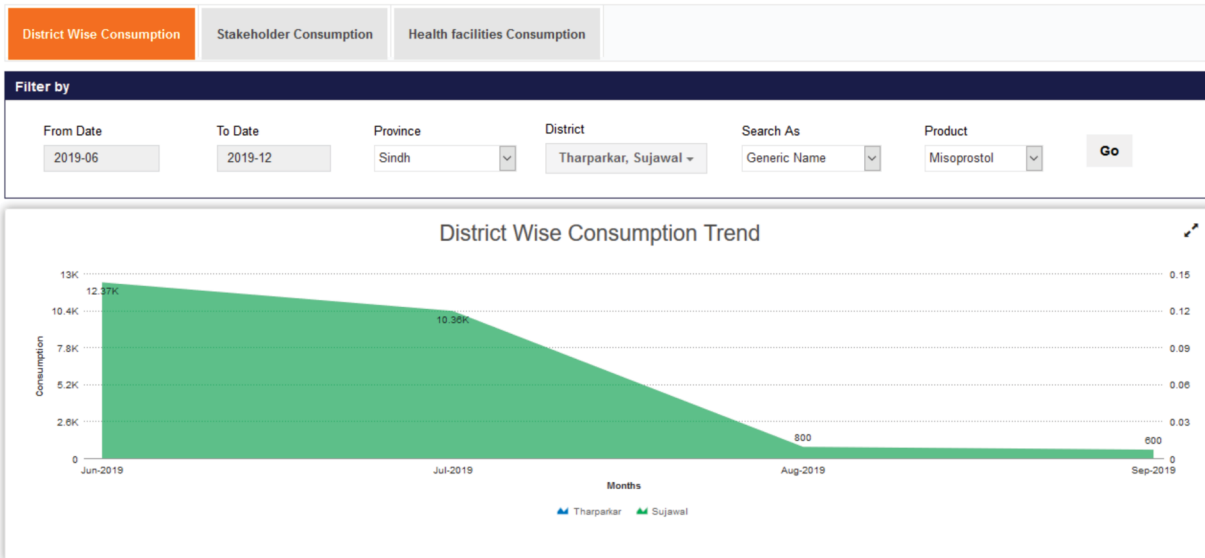 District Wise Consumption Stakeholder Consumption Health facilities Consumption
Filter by
From Date To Date Province District Search As Product
2019-06 2019-12 Sindh Tharparkar, Sujawal Generic Name Misoprostol Go
District Wise Consumption Trend
13K 0.15
12.37K
10.4K 0.12
10.36K
7.8K 0.09
Consumption
5.2K 0.06
2.6K 0.03
800
600
0 0
Jun-2019 Jul-2019 Aug-2019 Sep-2019
Months
Tharparkar Sujawal